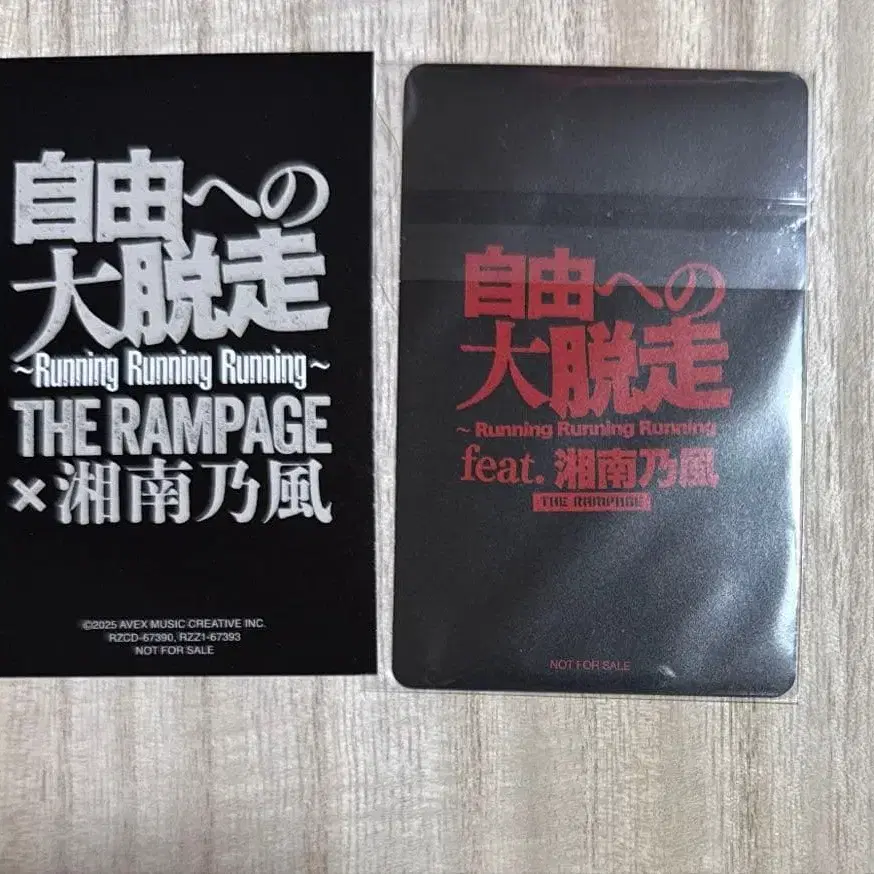 自由への
大脱走
~Running Running Running~
THE RAMPAGE
×湘南乃風
©2025 AVEX MUSIC CREATIVE INC.
RZCD-67390, RZZ1-67393
NOT FOR SALE
自由への
大脱走
~Running Running Running
feat. 湘南乃風
THE RAMPAGE
NOT FOR SALE